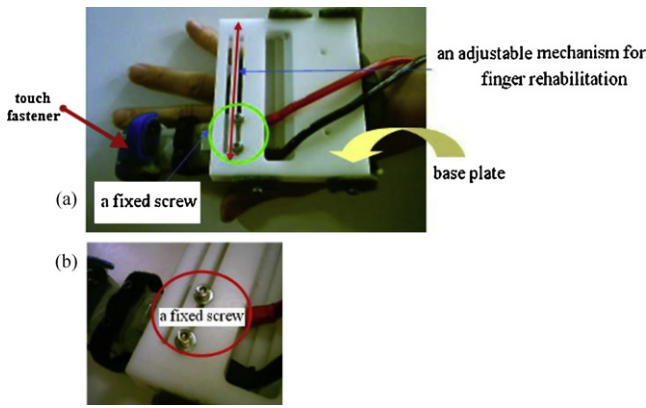 an adjustable mechanism for
finger rehabilitation
touch
fastener
base plate
(a)
a fixed screw
(b)
a fixed screw